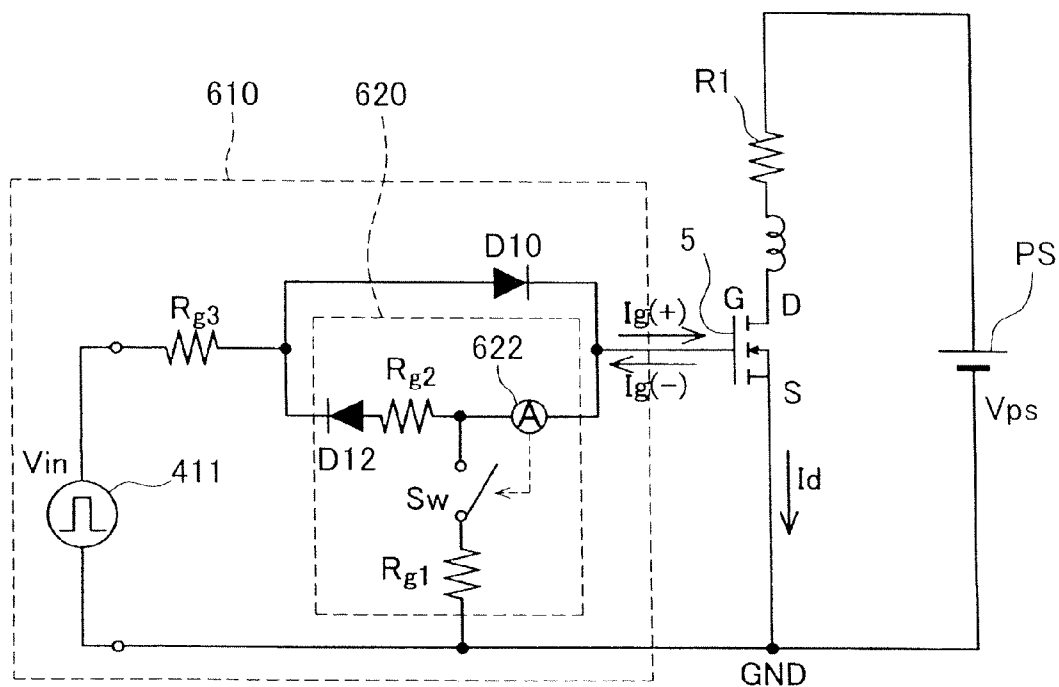 610
620
R1
D10
5
PS
G
D
Rg3
Ig(+)
622
Rg2
Ig(-)
S
A
Vps
D12
Vin
411
Sw
Id
Rg1
GND